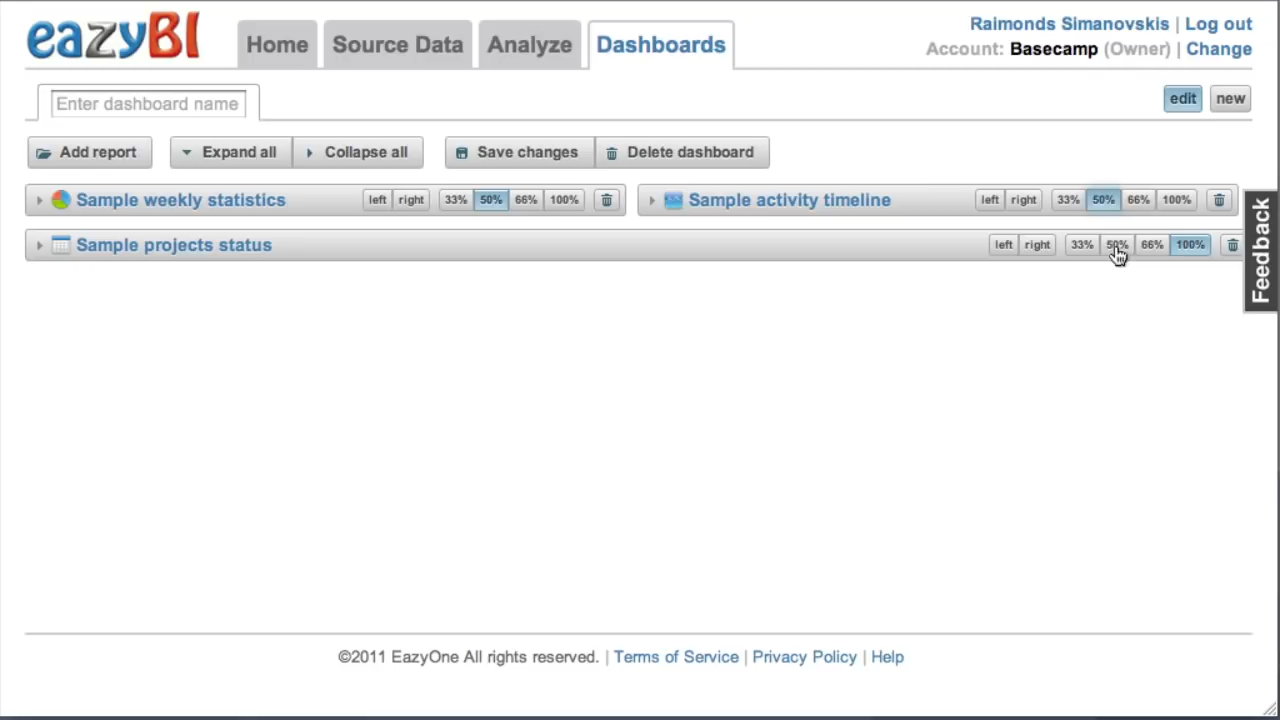 eazyBI Home Source Data Analyze Dashboards
Raimonds Simanovskis | Log out
Account: Basecamp (Owner) | Change
Enter dashboard name edit new
Add report Expand all Collapse all Save changes Delete dashboard
Sample weekly statistics left right 33% 50% 66% 100% Sample activity timeline left right 33% 50% 66% 100%
Sample projects status left right 33% 50% 66% 100%
Feedback
©2011 EazyOne All rights reserved. | Terms of Service | Privacy Policy | Help